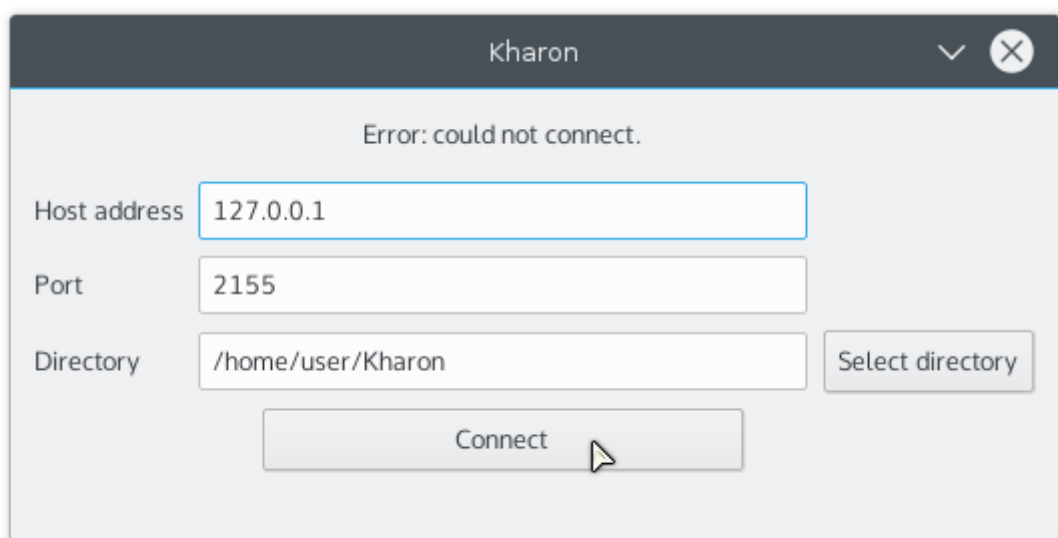 Kharon
Error: could not connect.
Host address 127.0.0.1
Port 2155
Directory /home/user/Kharon Select directory
Connect